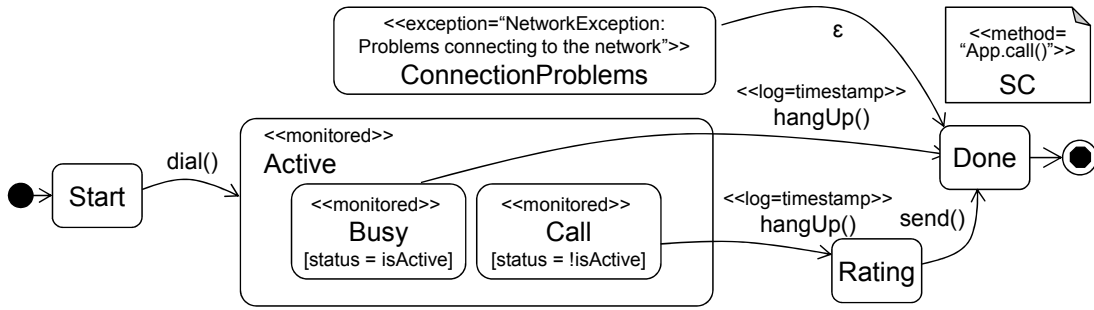 <<exception=“NetworkException:
Problems connecting to the network”>>
ConnectionProblems
ε
<<method=
“App.call()”>>
SC
<<log=timestamp>>
hangUp()
<<monitored>>
Active
dial()
Start
<<monitored>>
Busy
[status = isActive]
<<monitored>>
Call
[status = !isActive]
<<log=timestamp>>
hangUp()
send()
Rating
Done